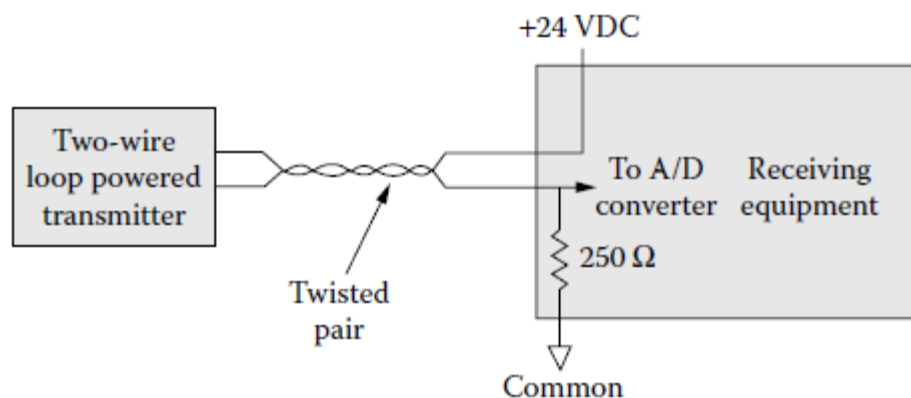 +24 VDC
Two-wire
loop powered
transmitter
To A/D
converter
Receiving
equipment
250 Ω
Twisted
pair
Common